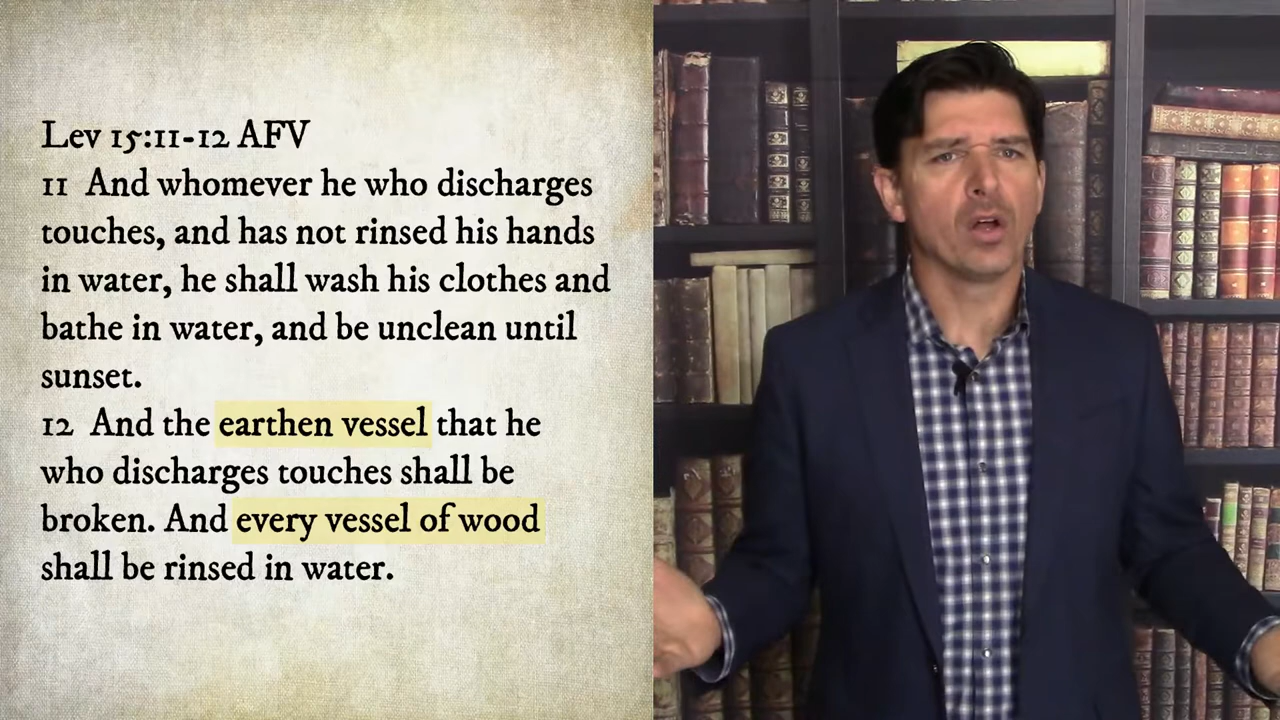 Lev 15:11-12 AFV
11 And whomever he who discharges
touches, and has not rinsed his hands
in water, he shall wash his clothes and
bathe in water, and be unclean until
sunset.
12 And the earthen vessel that he
who discharges touches shall be
broken. And every vessel of wood
shall be rinsed in water.